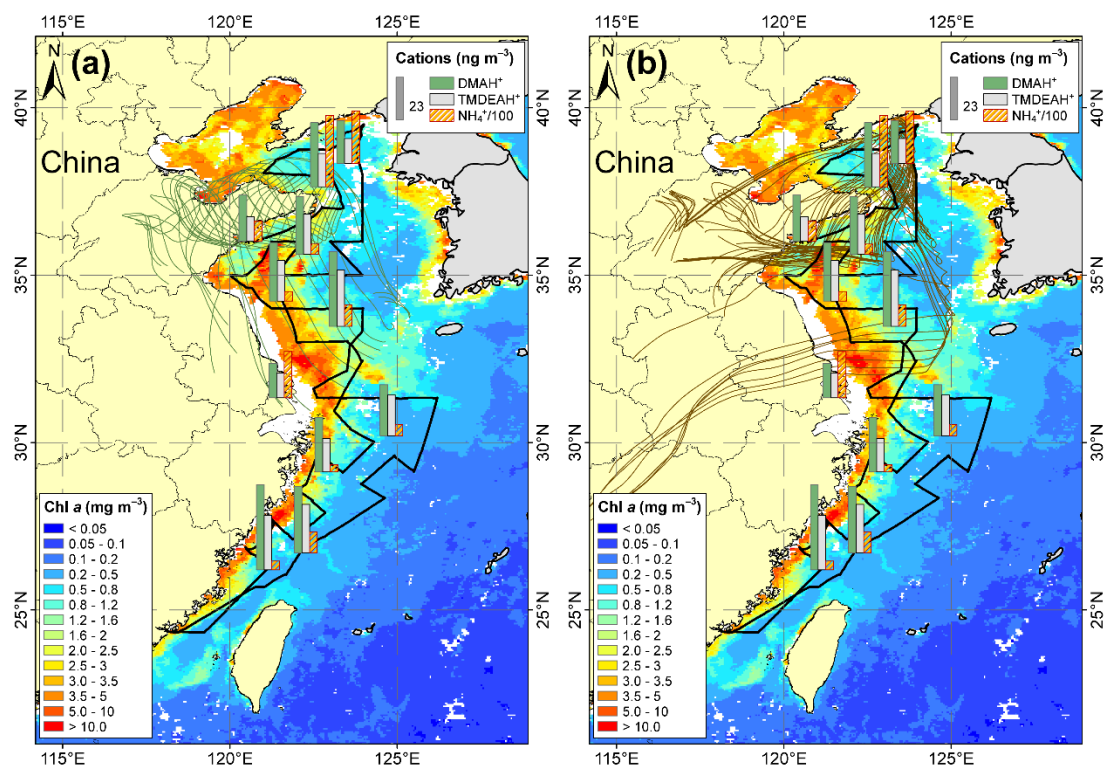 115°E 120°E 125°E 115°E 120°E 125°E
N (a) Cations (ng m⁻³)
DMAH⁺
23 TMDEAH⁺
NH₄⁺/100
N (b) Cations (ng m⁻³)
DMAH⁺
23 TMDEAH⁺
NH₄⁺/100
40°N 40°N
China China
35°N 35°N
30°N 30°N
25°N 25°N
Chl a (mg m⁻³)
< 0.05
0.05 - 0.1
0.1 - 0.2
0.2 - 0.5
0.5 - 0.8
0.8 - 1.2
1.2 - 1.6
1.6 - 2
2.0 - 2.5
2.5 - 3
3.0 - 3.5
3.5 - 5
5.0 - 10
> 10.0
Chl a (mg m⁻³)
< 0.05
0.05 - 0.1
0.1 - 0.2
0.2 - 0.5
0.5 - 0.8
0.8 - 1.2
1.2 - 1.6
1.6 - 2
2.0 - 2.5
2.5 - 3
3.0 - 3.5
3.5 - 5
5.0 - 10
> 10.0
115°E 120°E 125°E 115°E 120°E 125°E